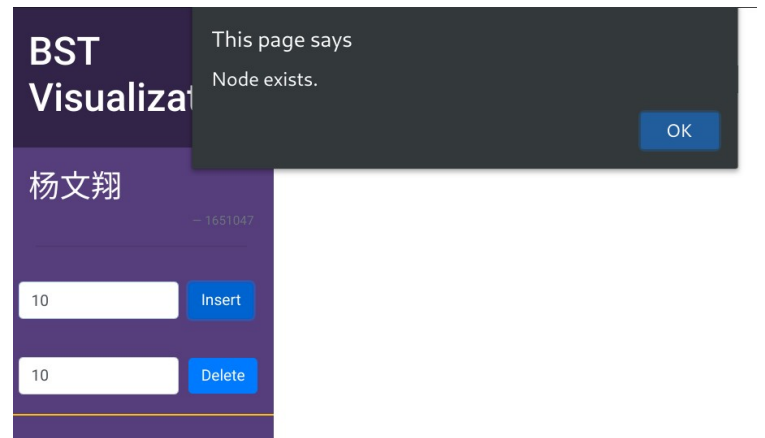 BST
Visualizat
This page says
Node exists.
OK
杨文翔
— 1651047
10
Insert
10
Delete